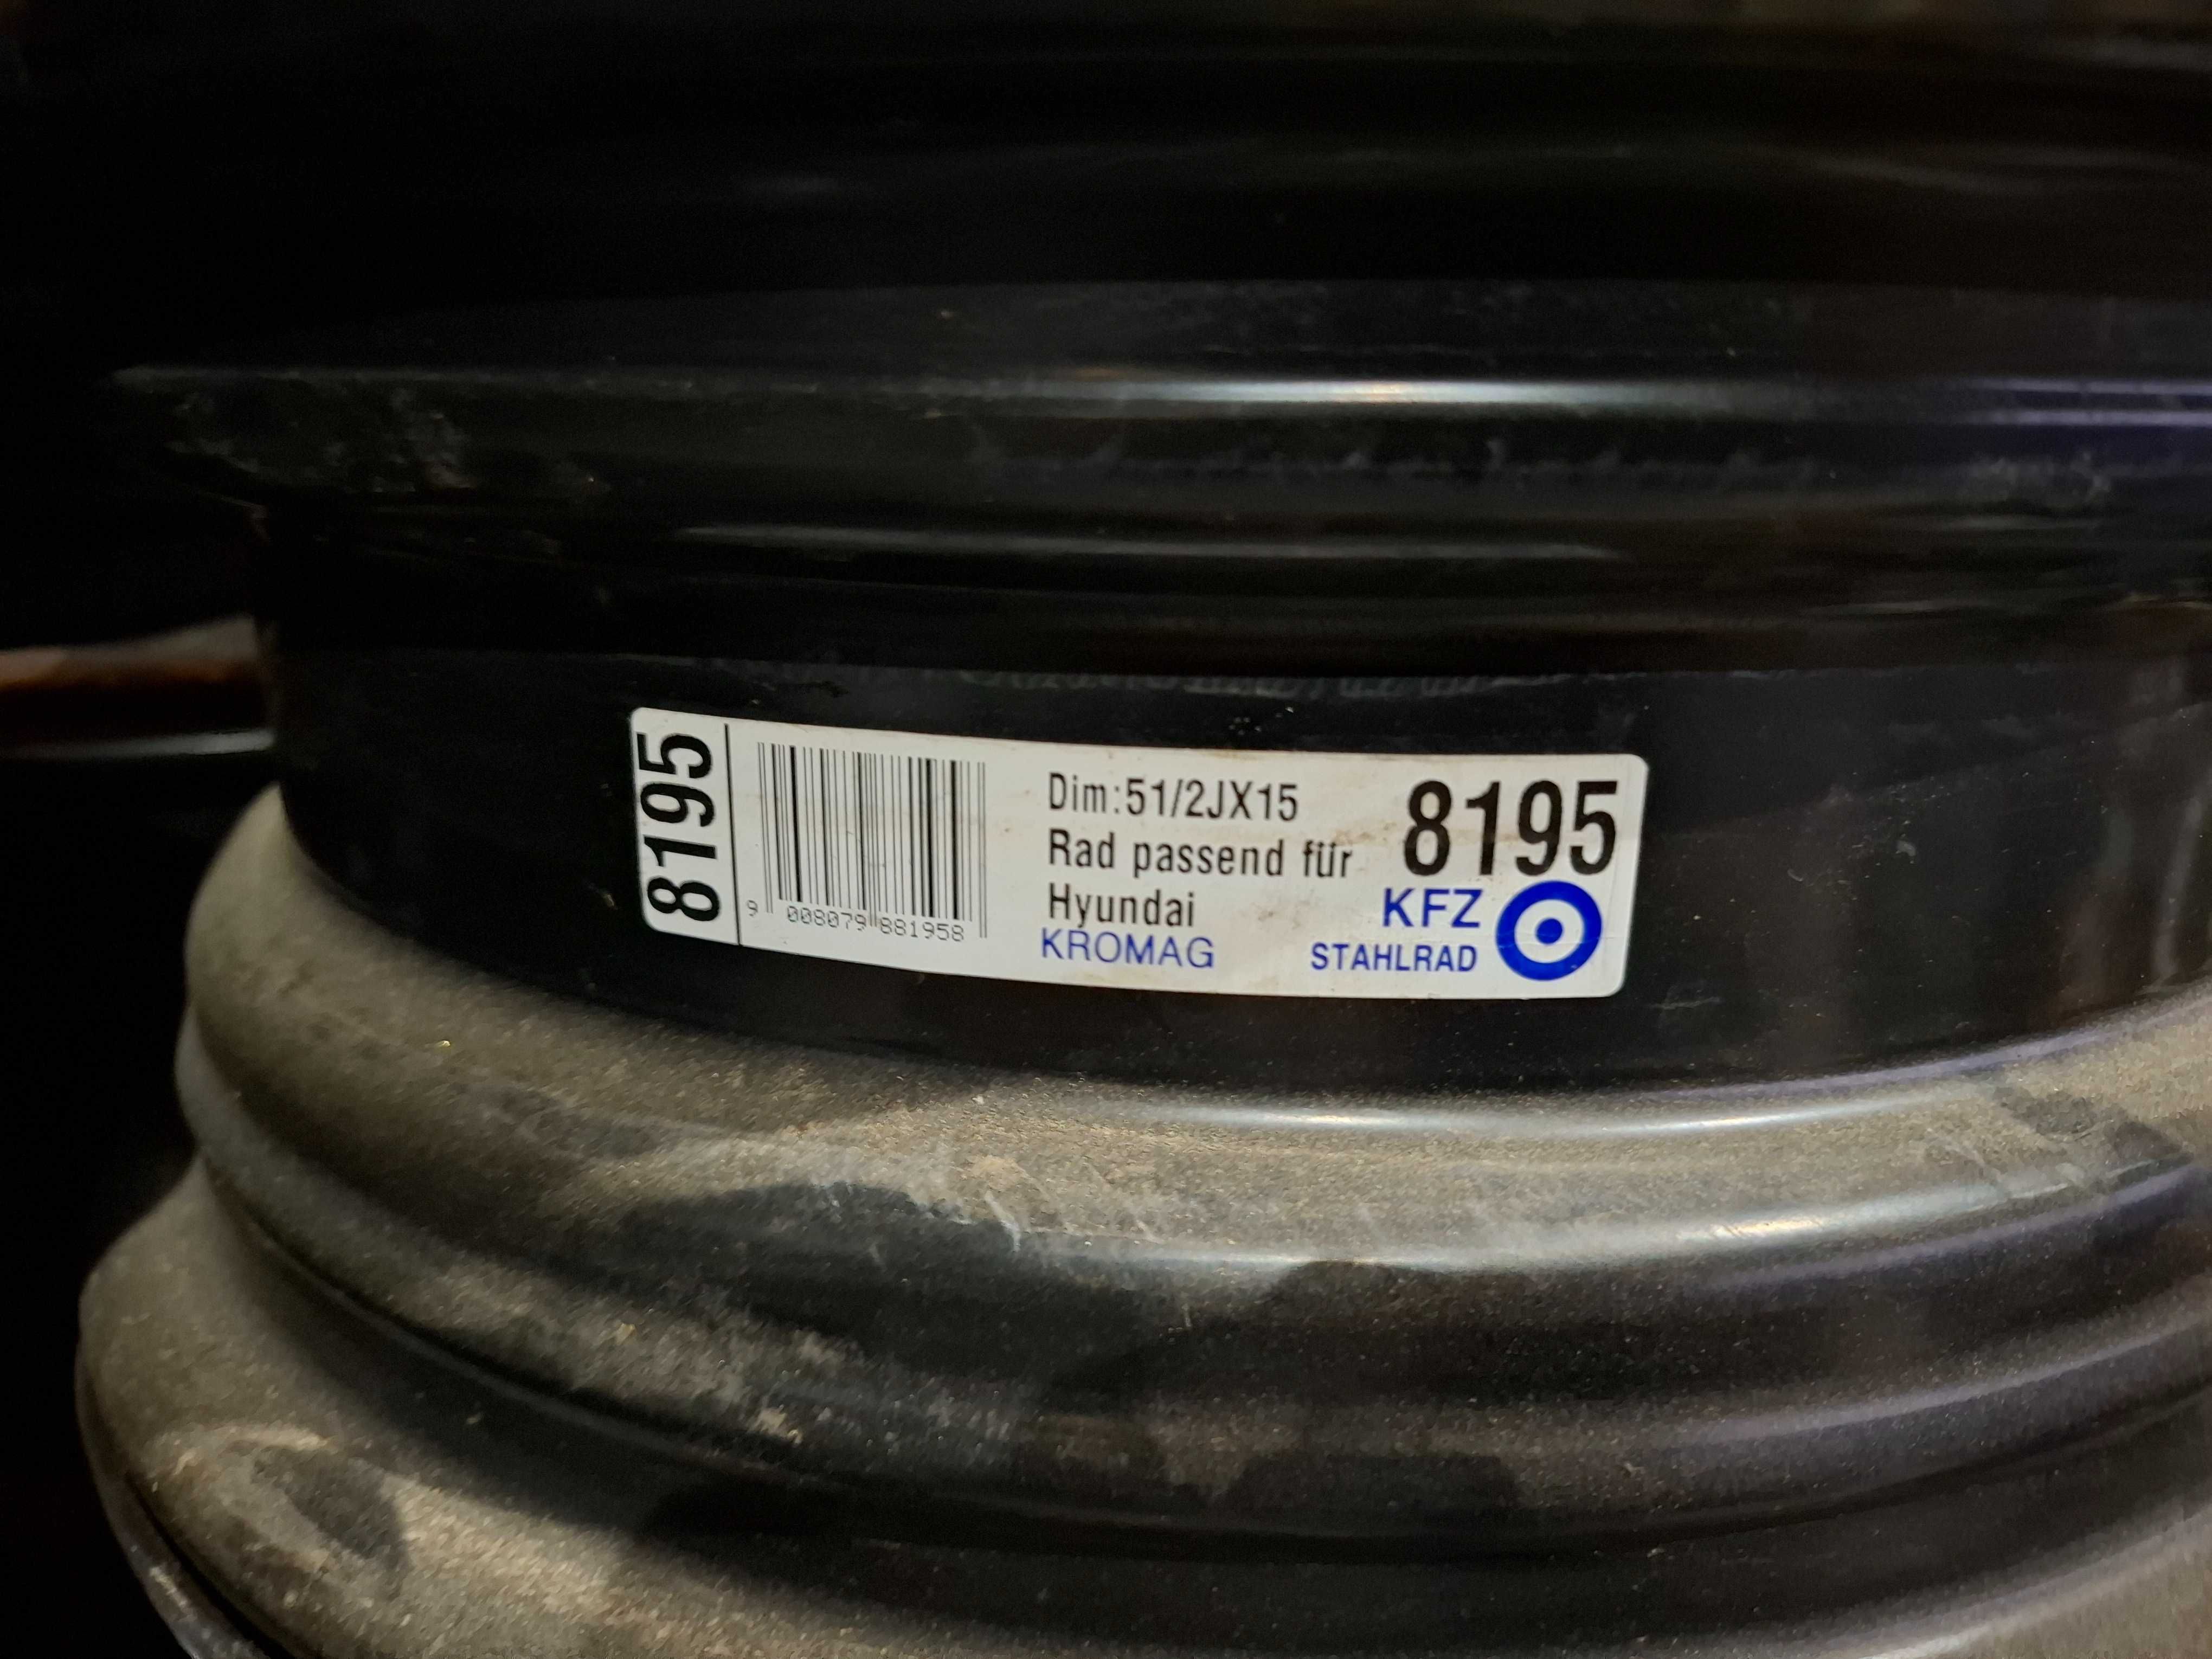 8195
9 008079 881958
Dim:51/2JX15
Rad passend für
Hyundai
KROMAG
8195
KFZ
STAHLRAD